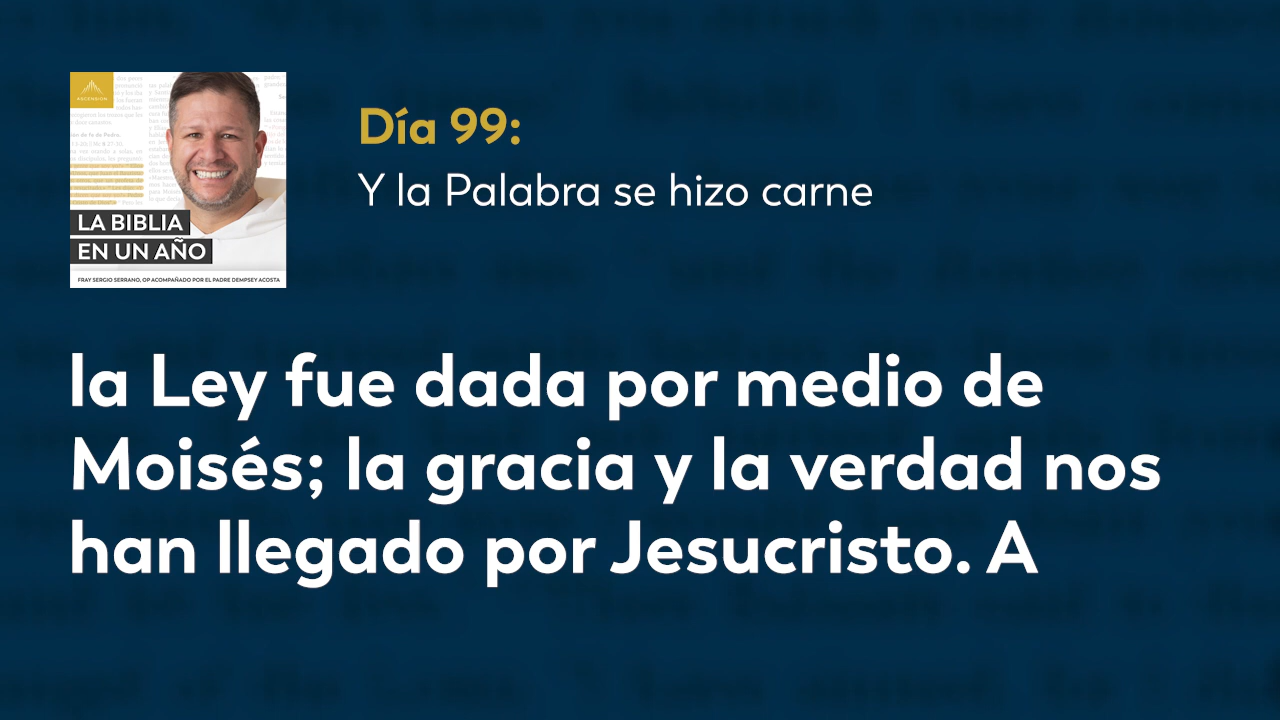 ASCENSION
LA BIBLIA
EN UN AÑO
FRAY SERGIO SERRANO, OP ACOMPAÑADO POR EL PADRE DEMPSEY ACOSTA
Día 99:
Y la Palabra se hizo carne
la Ley fue dada por medio de
Moisés; la gracia y la verdad nos
han llegado por Jesucristo. A